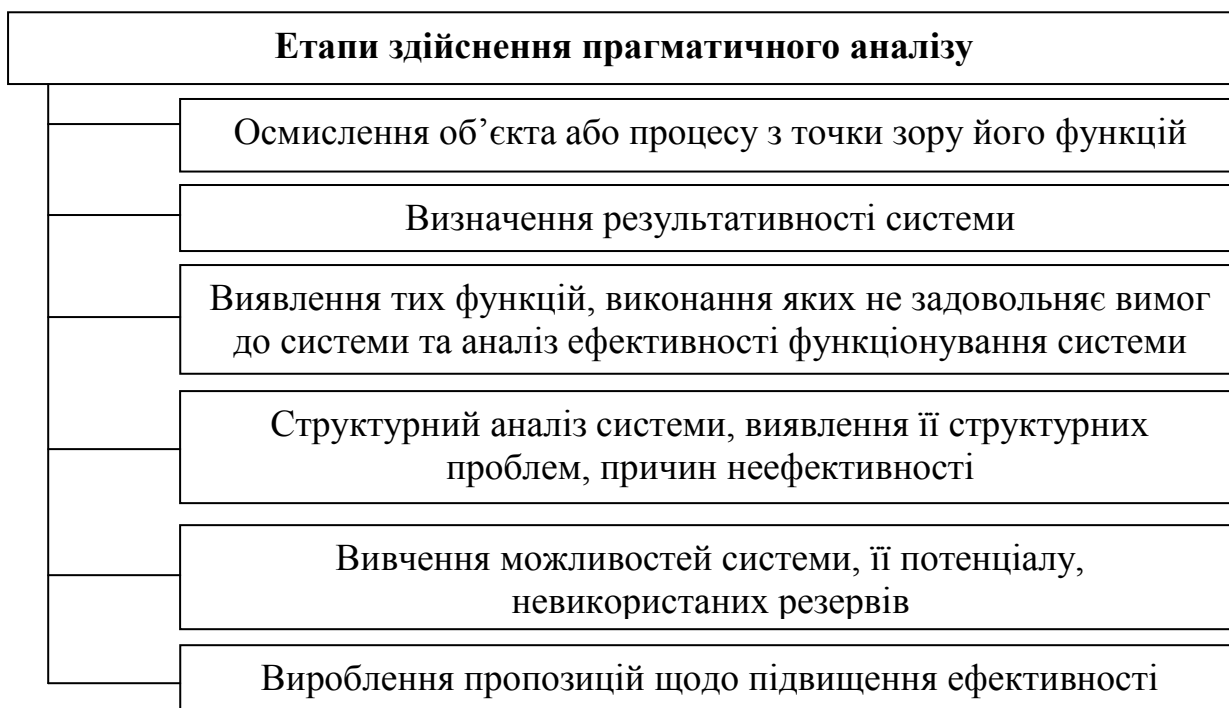 Етапи здійснення прагматичного аналізу
Осмислення об’єкта або процесу з точки зору його функцій
Визначення результативності системи
Виявлення тих функцій, виконання яких не задовольняє вимог
до системи та аналіз ефективності функціонування системи
Структурний аналіз системи, виявлення її структурних
проблем, причин неефективності
Вивчення можливостей системи, її потенціалу,
невикористаних резервів
Вироблення пропозицій щодо підвищення ефективності